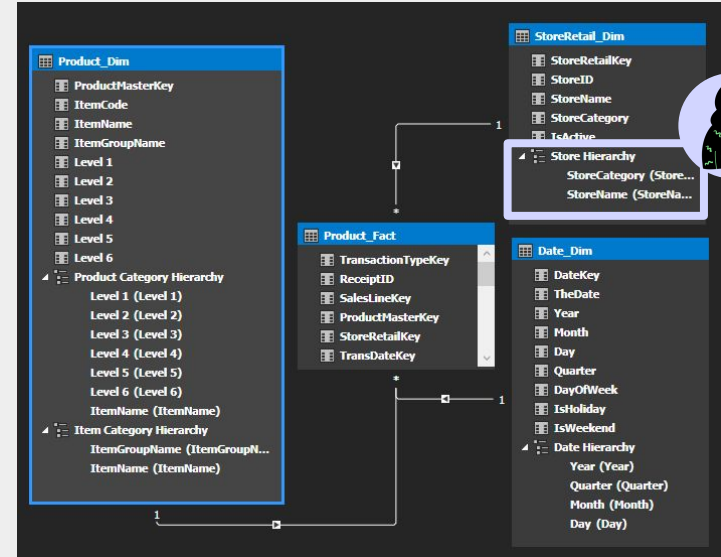 Product_Dim
ProductMasterKey
ItemCode
ItemName
ItemGroupName
Level 1
Level 2
Level 3
Level 4
Level 5
Level 6
Product Category Hierarchy
Level 1 (Level 1)
Level 2 (Level 2)
Level 3 (Level 3)
Level 4 (Level 4)
Level 5 (Level 5)
Level 6 (Level 6)
ItemName (ItemName)
Item Category Hierarchy
ItemGroupName (ItemGroupN...
ItemName (ItemName)
1
1
*
Product_Fact
TransactionTypeKey
ReceiptID
SalesLineKey
ProductMasterKey
StoreRetailKey
TransDateKey
*
1
StoreRetail_Dim
StoreRetailKey
StoreID
StoreName
StoreCategory
IsActive
Store Hierarchy
StoreCategory (Store...
StoreName (StoreNa...
Date_Dim
DateKey
TheDate
Year
Month
Day
Quarter
DayOfWeek
IsHoliday
IsWeekend
Date Hierarchy
Year (Year)
Quarter (Quarter)
Month (Month)
Day (Day)